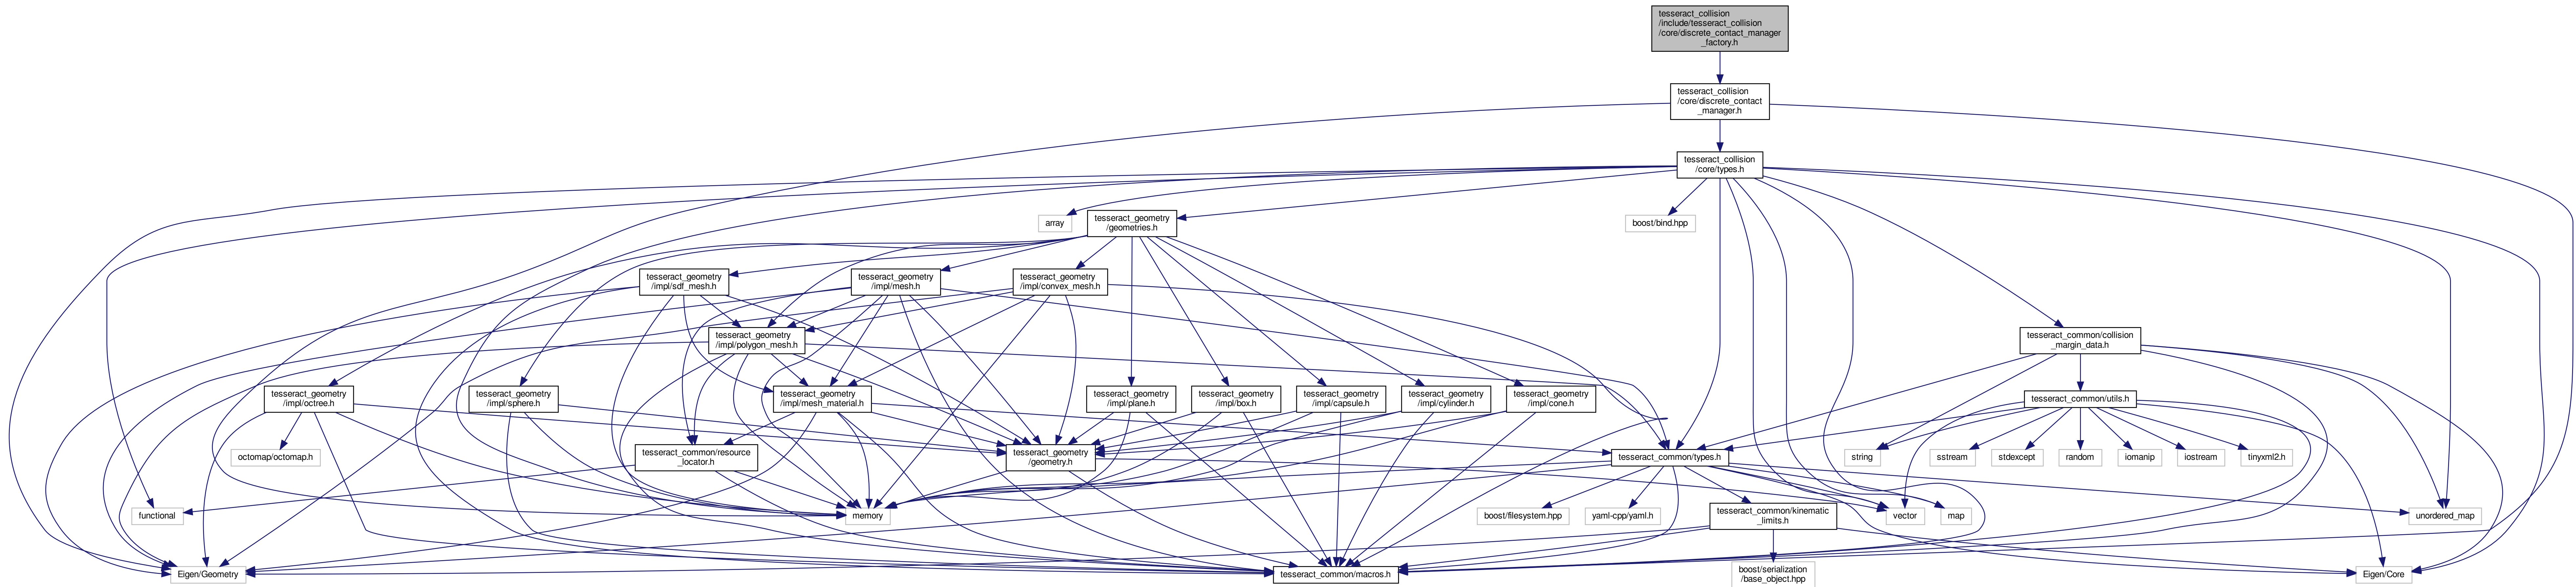 tesseract_collision
/include/tesseract_collision
/core/discrete_contact_manager
_factory.h
tesseract_collision
/core/discrete_contact
_manager.h
tesseract_collision
/core/types.h
array
tesseract_geometry
/geometries.h
boost/bind.hpp
tesseract_geometry
/impl/sdf_mesh.h
tesseract_geometry
/impl/mesh.h
tesseract_geometry
/impl/convex_mesh.h
tesseract_geometry
/impl/polygon_mesh.h
tesseract_common/collision
_margin_data.h
tesseract_geometry
/impl/octree.h
tesseract_geometry
/impl/sphere.h
tesseract_geometry
/impl/mesh_material.h
tesseract_geometry
/impl/plane.h
tesseract_geometry
/impl/box.h
tesseract_geometry
/impl/capsule.h
tesseract_geometry
/impl/cylinder.h
tesseract_geometry
/impl/cone.h
tesseract_common/utils.h
octomap/octomap.h
tesseract_common/resource
_locator.h
tesseract_geometry
/geometry.h
tesseract_common/types.h
string
sstream
stdexcept
random
iomanip
iostream
tinyxml2.h
functional
memory
boost/filesystem.hpp
yaml-cpp/yaml.h
tesseract_common/kinematic
_limits.h
vector
map
unordered_map
Eigen/Geometry
tesseract_common/macros.h
boost/serialization
/base_object.hpp
Eigen/Core